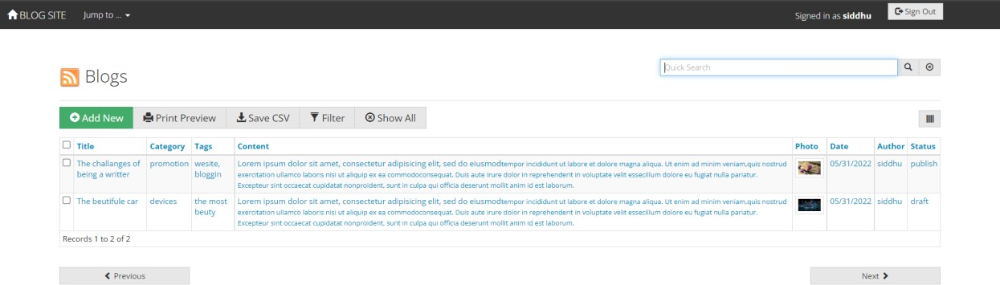 BLOG SITE Jump to ... Signed in as siddhu Sign Out
Quick Search
Blogs
Add New Print Preview Save CSV Filter Show All
Title Category Tags Content Photo Date Author Status
The challanges of being a writter promotion wesite, bloggin
Lorem ipsum dolor sit amet, consectetur adipisicing elit, sed do eiusmodtempor incididunt ut labore et dolore magna aliqua. Ut enim ad minim veniam,quis nostrud
exercitation ullamco laboris nisi ut aliquip ex ea commodoconsequat. Duis aute irure dolor in reprehenderit in voluptate velit essecillum dolore eu fugiat nulla pariatur.
Excepteur sint occaecat cupidatat nonproident, sunt in culpa qui officia deserunt mollit anim id est laborum.
05/31/2022 siddhu publish
The beutifule car devices the most beuty
Lorem ipsum dolor sit amet, consectetur adipisicing elit, sed do eiusmodtempor incididunt ut labore et dolore magna aliqua. Ut enim ad minim veniam,quis nostrud
exercitation ullamco laboris nisi ut aliquip ex ea commodoconsequat. Duis aute irure dolor in reprehenderit in voluptate velit essecillum dolore eu fugiat nulla pariatur.
Excepteur sint occaecat cupidatat nonproident, sunt in culpa qui officia deserunt mollit anim id est laborum.
05/31/2022 siddhu draft
Records 1 to 2 of 2
Previous Next